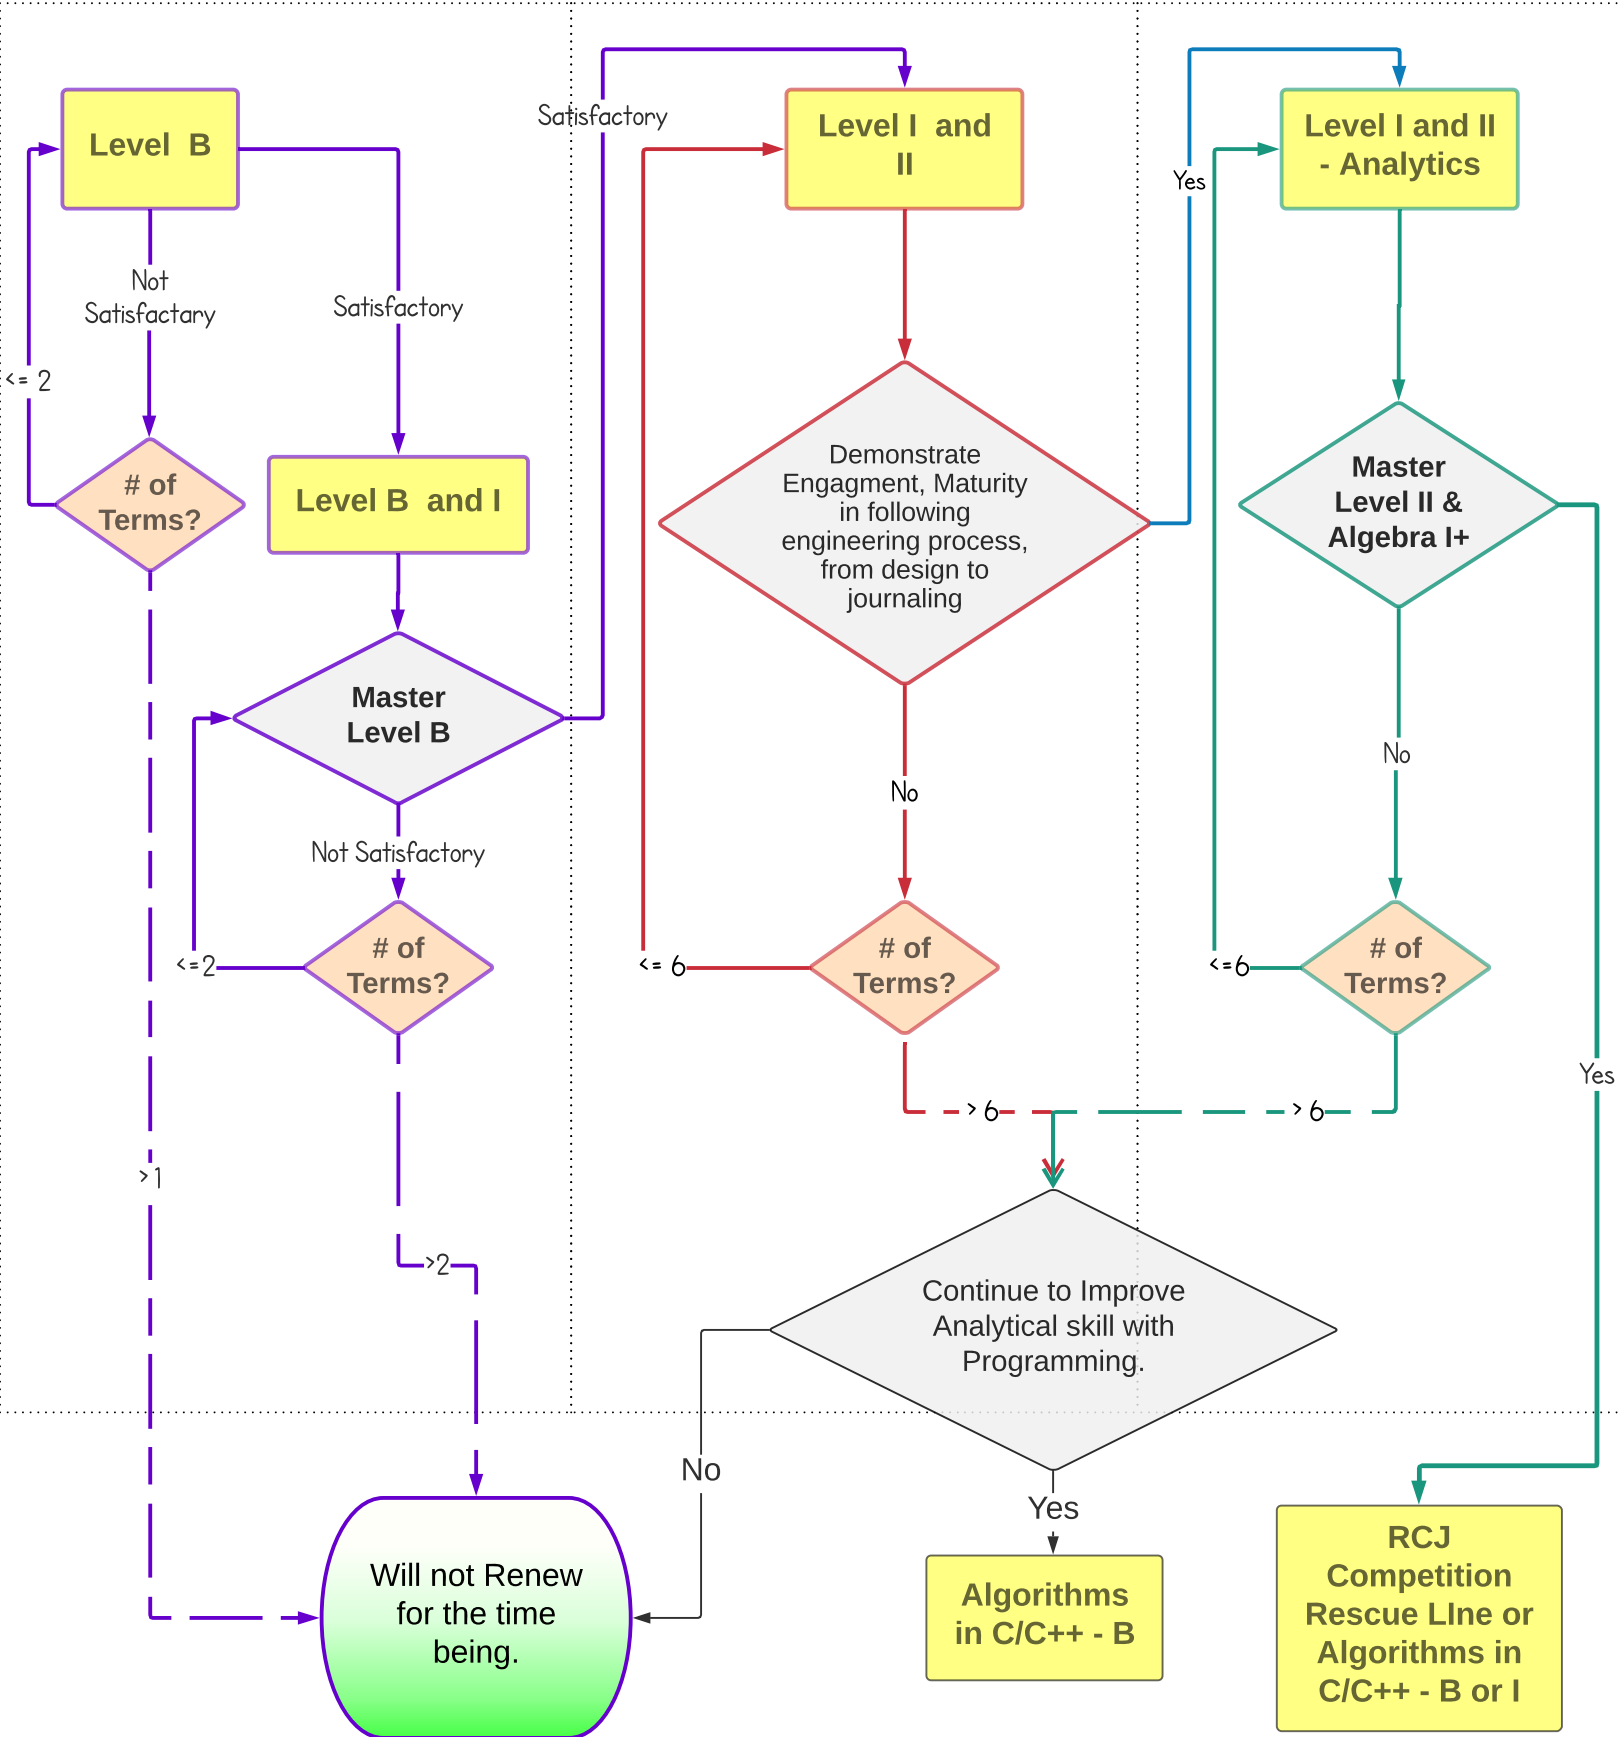 Level B
Not
Satisfactary
<= 2
# of
Terms?
>1
Satisfactory
Level B and I
Master
Level B
Not Satisfactory
<=2
# of
Terms?
>2
Satisfactory
Level I and
II
Demonstrate
Engagment, Maturity
in following
engineering process,
from design to
journaling
No
<= 6
# of
Terms?
> 6
Yes
Level I and II
- Analytics
Master
Level II &
Algebra I+
No
<=6
# of
Terms?
> 6
Yes
Continue to Improve
Analytical skill with
Programming.
No
Yes
Will not Renew
for the time
being.
Algorithms
in C/C++ - B
RCJ
Competition
Rescue LIne or
Algorithms in
C/C++ - B or I